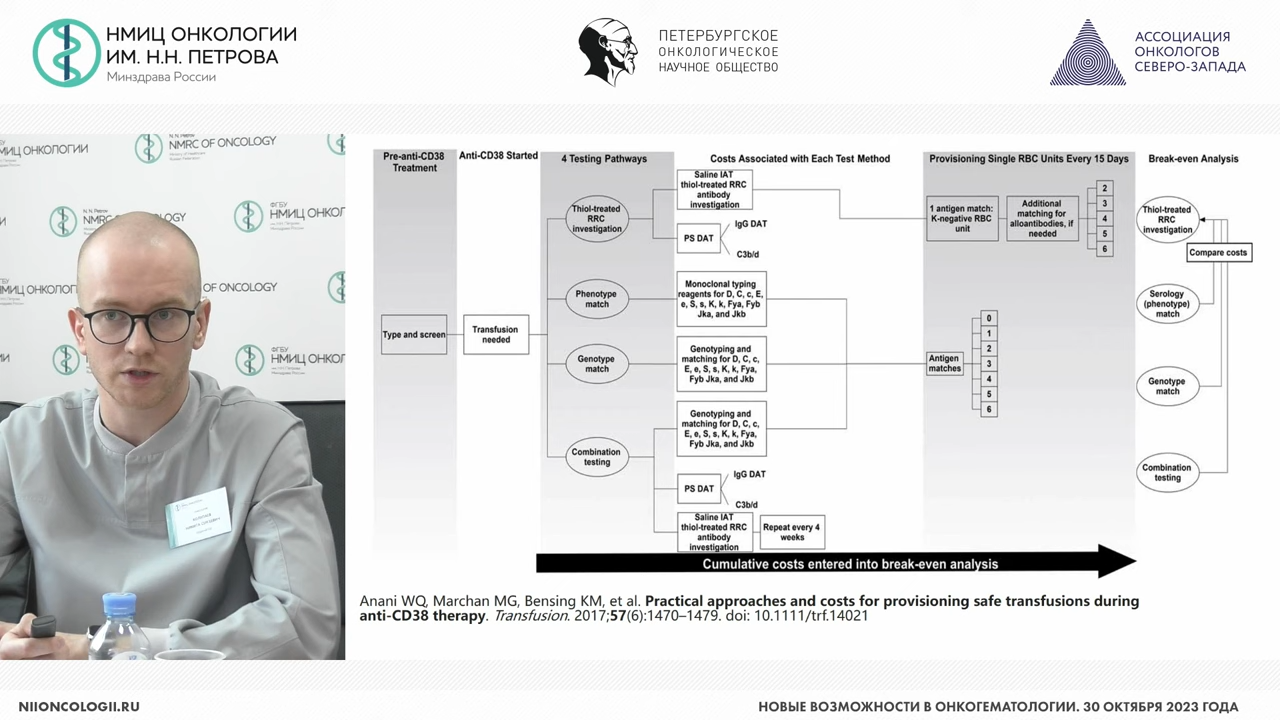 НМИЦ ОНКОЛОГИИ
ИМ. Н.Н. ПЕТРОВА
Минздрава России
ПЕТЕРБУРГСКОЕ
ОНКОЛОГИЧЕСКОЕ
НАУЧНОЕ ОБЩЕСТВО
АССОЦИАЦИЯ
ОНКОЛОГОВ
СЕВЕРО-ЗАПАДА
NMRC OF ONCOLOGY
ФГБУ
НМИЦ ОНКОЛ
Pre-anti-CD38
Treatment
Anti-CD38 Started
4 Testing Pathways
Costs Associated with Each Test Method
Provisioning Single RBC Units Every 15 Days
Break-even Analysis
Type and screen
Transfusion
needed
Thiol-treated
RRC
investigation
Phenotype
match
Genotype
match
Combination
testing
Saline IAT
thiol-treated RRC
antibody
investigation
PS DAT
IgG DAT
C3b/d
Monoclonal typing
reagents for D, C, c, E,
e, S, s, K, k, Fya, Fyb
Jka, and Jkb
Genotyping and
matching for D, C, c,
E, e, S, s, K, k, Fya,
Fyb Jka, and Jkb
Genotyping and
matching for D, C, c,
E, e, S, s, K, k, Fya,
Fyb Jka, and Jkb
PS DAT
IgG DAT
C3b/d
Saline IAT
thiol-treated RRC
antibody
investigation
Repeat every 4
weeks
1 antigen match:
K-negative RBC
unit
Additional
matching for
alloantibodies, if
needed
2
3
4
5
6
Antigen
matches
0
1
2
3
4
5
6
Thiol-treated
RRC
investigation
Compare costs
Serology
(phenotype)
match
Genotype
match
Combination
testing
Cumulative costs entered into break-even analysis
Anani WQ, Marchan MG, Bensing KM, et al. Practical approaches and costs for provisioning safe transfusions during
anti-CD38 therapy. Transfusion. 2017;57(6):1470–1479. doi: 10.1111/trf.14021
NIIONCOLOGII.RU
НОВЫЕ ВОЗМОЖНОСТИ В ОНКОГЕМАТОЛОГИИ. 30 ОКТЯБРЯ 2023 ГОДА